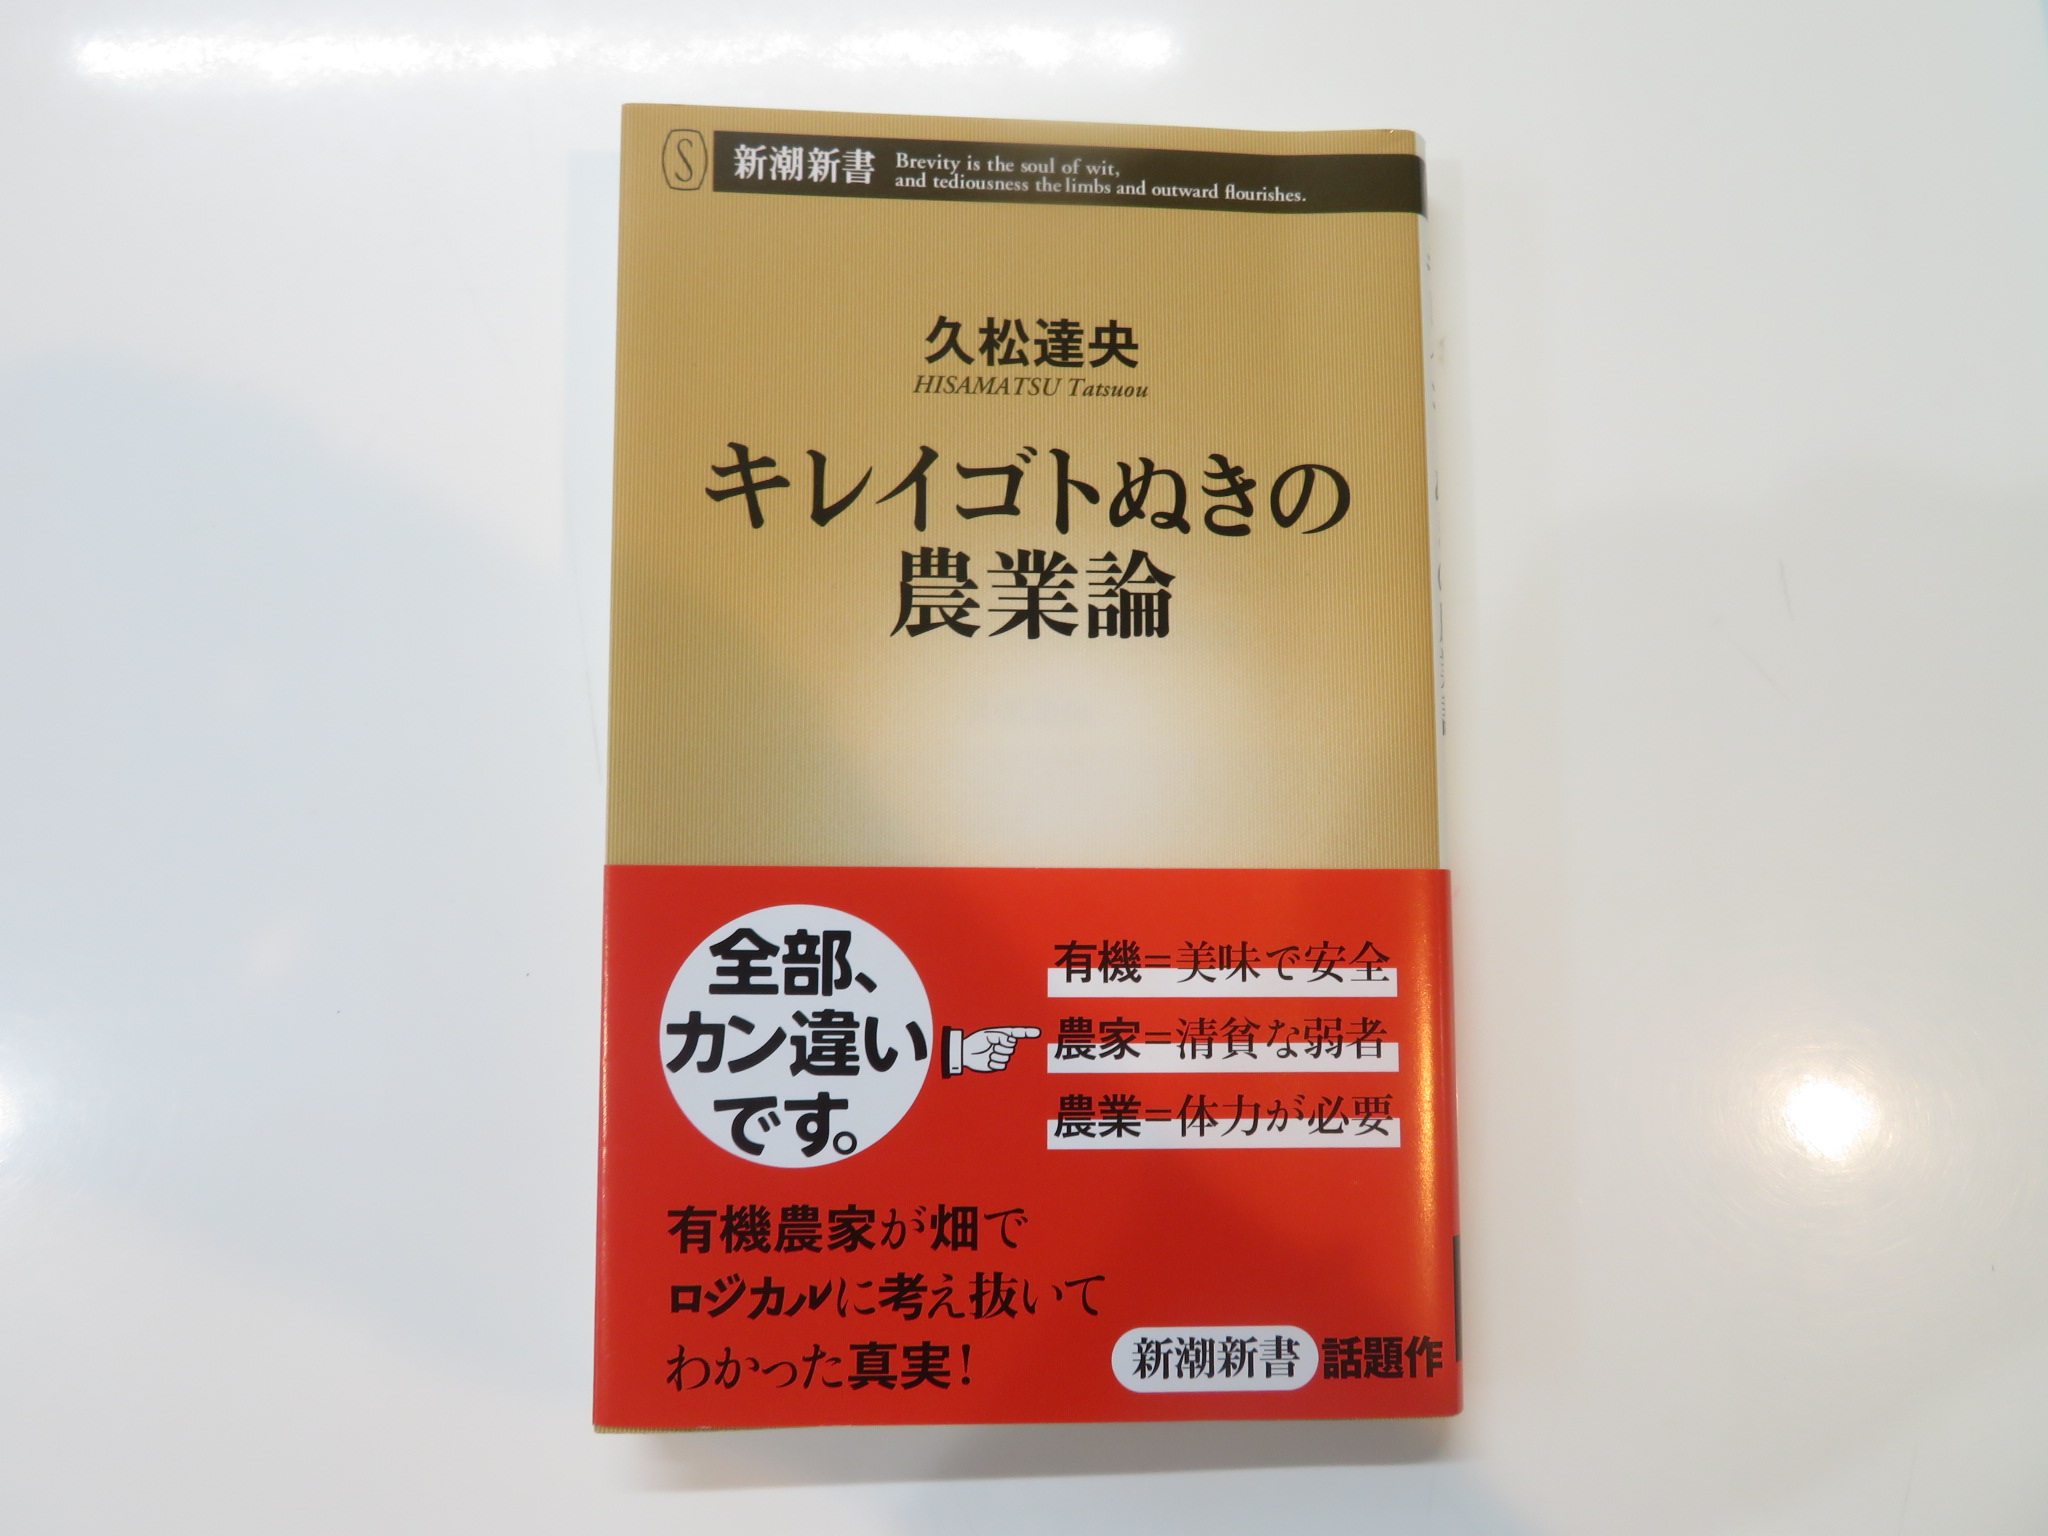 S
新潮新書
Brevity is the soul of wit,
and tediousness the limbs and outward flourishes.
久松達央
HISAMATSU Tatsuou
キレイゴトぬきの
農業論
全部、
カン違い
です。
有機=美味で安全
農家=清貧な弱者
農業=体力が必要
有機農家が畑で
ロジカルに考え抜いて
わかった真実!
新潮新書 話題作